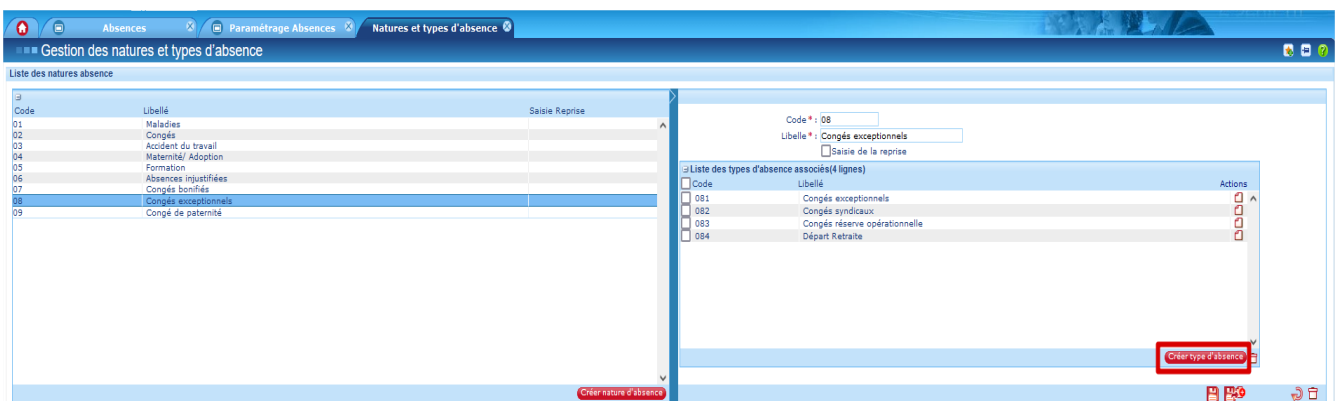 Absences Paramétrage Absences Natures et types d'absence
Gestion des natures et types d'absence
Liste des natures absence
Code Libellé Saisie Reprise
01 Maladies
02 Congés
03 Accident du travail
04 Maternité/ Adoption
05 Formation
06 Absences injustifiées
07 Congés bonifiés
08 Congés exceptionnels
09 Congé de paternité
Créer nature d'absence
Code * : 08
Libelle * : Congés exceptionnels
Saisie de la reprise
Liste des types d'absence associés(4 lignes)
Code Libellé Actions
081 Congés exceptionnels
082 Congés syndicaux
083 Congés réserve opérationnelle
084 Départ Retraite
Créer type d'absence